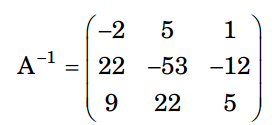 A⁻¹ = ( –2 5 1
22 –53 –12
9 22 5 )